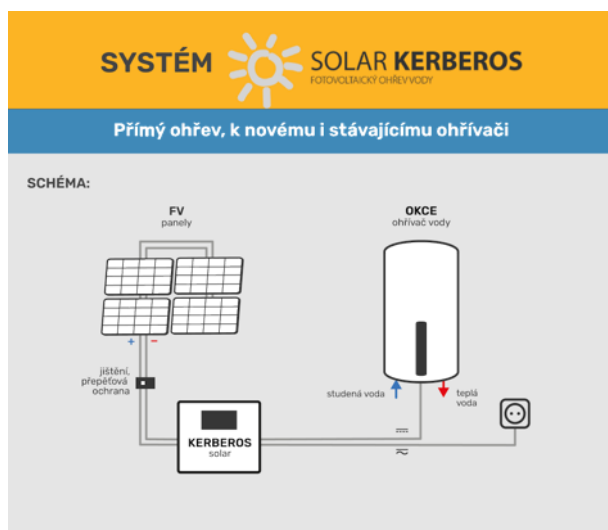 SYSTÉM
SOLAR KERBEROS
FOTOVOLTAICKÝ OHŘEV VODY
Přímý ohřev, k novému i stávajícímu ohřívači
SCHÉMA:
FV
panely
OKCE
ohřívač vody
+ −
jištění,
přepěťová
ochrana
studená voda
teplá
voda
KERBEROS
solar